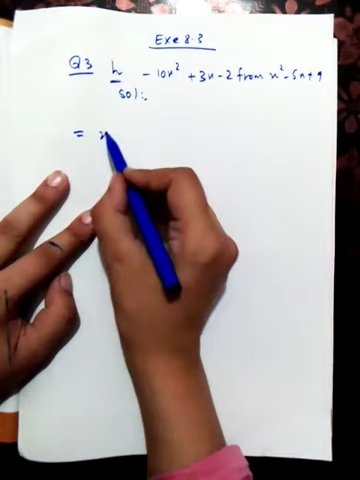 Exe 8.3
Q3 h -10x² + 3x - 2 from x² - 5x + 9
Sol:
= x